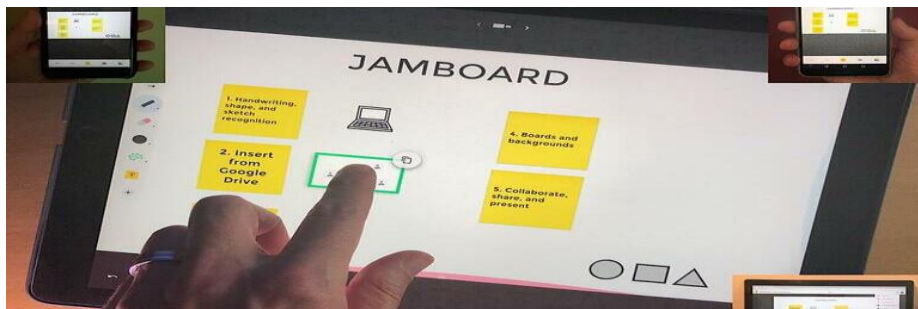 JAMBOARD
1. Handwriting,
shape, and
sketch
recognition
2. Insert
from
Google
Drive
4. Boards and
backgrounds
5. Collaborate,
share, and
present